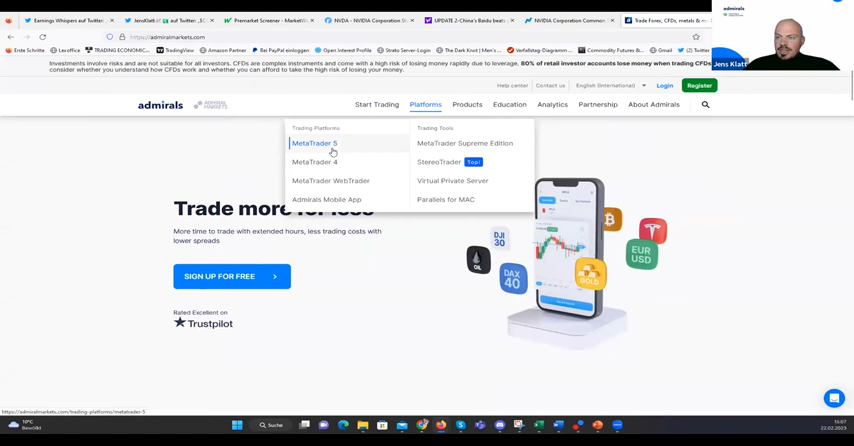 Earnings Whispers auf Twitter:
JensKlatt auf Twitter: „$CC
Premarket Screener - MarketW
NVDA - NVIDIA Corporation St
UPDATE 2-China's Baidu beats
NVIDIA Corporation Common
Trade Forex, CFDs, metals & m
https://admiralmarkets.com
Erste Schritte
Lexoffice
TRADING ECONOMIC...
TradingView
Amazon Partner
Bei PayPal einloggen
Open Interest Profile
Strato Server-Login
The Dark Knot | Men's ...
Verfallstag-Diagramm ...
Commodity Futures &...
Gmail
(2) Twitter
admirals
Jens Klatt
Investments involve risks and are not suitable for all investors. CFDs are complex instruments and come with a high risk of losing money rapidly due to leverage. 80% of retail investor accounts lose money when trading CFDs
consider whether you understand how CFDs work and whether you can afford to take the high risk of losing your money.
Help center
Contact us
English (International)
Login
Register
admirals
ADMIRAL MARKETS
Start Trading
Platforms
Products
Education
Analytics
Partnership
About Admirals
Trading Platforms
MetaTrader 5
MetaTrader 4
MetaTrader WebTrader
Admirals Mobile App
Trading Tools
MetaTrader Supreme Edition
StereoTrader Top!
Virtual Private Server
Parallels for MAC
Trade more for less
More time to trade with extended hours, less trading costs with
lower spreads
SIGN UP FOR FREE
Rated Excellent on
Trustpilot
DJI
30
OIL
DAX
40
GOLD
EUR
USD
https://admiralmarkets.com/trading-platforms/metatrader-5
10°C
Bewölkt
Suche
13:07
22.02.2023